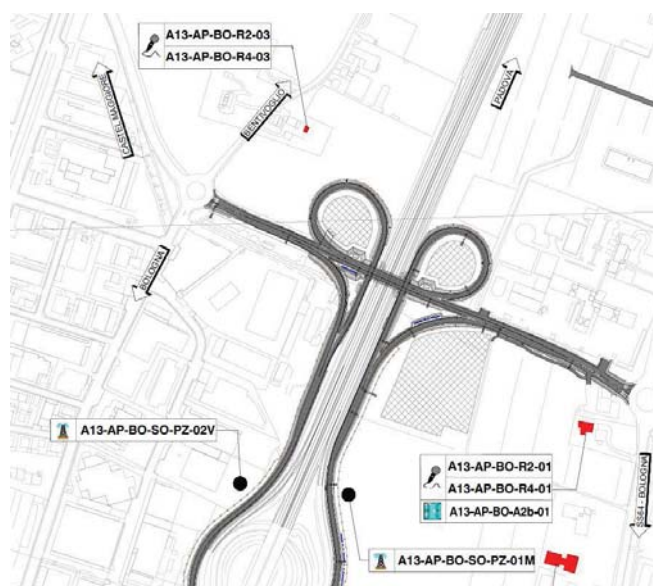 A13-AP-BO-R2-03
A13-AP-BO-R4-03
CASTEL MAGGIORE
BENTIVOGLIO
PADOVA
BOLOGNA
A13-AP-BO-SO-PZ-02V
A13-AP-BO-R2-01
A13-AP-BO-R4-01
A13-AP-BO-A2b-01
SS64 - BOLOGNA
A13-AP-BO-SO-PZ-01M